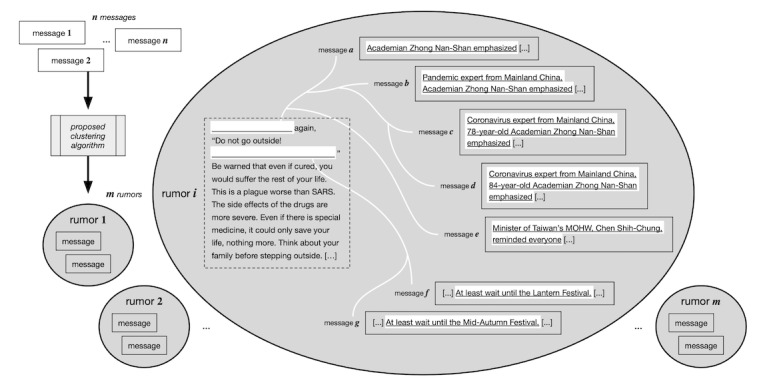 n messages
message 1
... message n
message 2
proposed
clustering
algorithm
m rumors
rumor 1
message
message
rumor 2
message
message
...
rumor i
____________________ again,
"Do not go outside!
______________________________"
Be warned that even if cured, you
would suffer the rest of your life.
This is a plague worse than SARS.
The side effects of the drugs are
more severe. Even if there is special
medicine, it could only save your
life, nothing more. Think about your
family before stepping outside. [...]
message a
Academian Zhong Nan-Shan emphasized [...]
message b
Pandemic expert from Mainland China,
Academian Zhong Nan-Shan emphasized [...]
message c
Coronavirus expert from Mainland China,
78-year-old Academian Zhong Nan-Shan
emphasized [...]
message d
Coronavirus expert from Mainland China,
84-year-old Academian Zhong Nan-Shan
emphasized [...]
message e
Minister of Taiwan's MOHW, Chen Shih-Chung,
reminded everyone [...]
message f
[...] At least wait until the Lantern Festival. [...]
message g
[...] At least wait until the Mid-Autumn Festival. [...]
...
rumor m
message
message